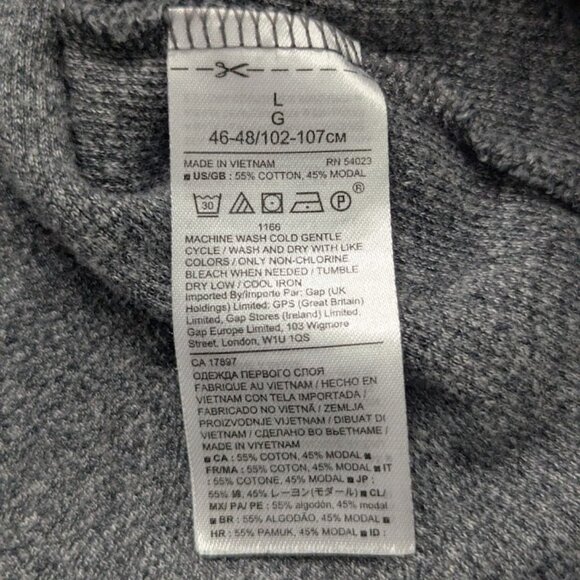 L
G
46-48/102-107CM
MADE IN VIETNAM RN 54023
US/GB : 55% COTTON, 45% MODAL
30 P ®
1166
MACHINE WASH COLD GENTLE
CYCLE / WASH AND DRY WITH LIKE
COLORS / ONLY NON-CHLORINE
BLEACH WHEN NEEDED / TUMBLE
DRY LOW / COOL IRON
Imported By/Importe Par; Gap (UK
Holdings) Limited; GPS (Great Britain)
Limited, Gap Stores (Ireland) Limited,
Gap Europe Limited, 103 Wigmore
Street, London, W1U 1QS
CA 17897
ОДЕЖДА ПЕРВОГО СЛОЯ
FABRIQUE AU VIETNAM / HECHO EN
VIETNAM CON TELA IMPORTADA /
FABRICADO NO VIETNÃ / ZEMLJA
PROIZVODNJE VIJETNAM / DIBUAT DI
VIETNAM / СДЕЛАНО ВО ВЬЕТНАМЕ /
MADE IN VIYETNAM
CA : 55% COTTON, 45% MODAL
FR/MA : 55% COTON, 45% MODAL IT
: 55% COTONE, 45% MODAL JP :
55% 綿, 45% レーヨン(モダール) CL/
MX/ PA/ PE : 55% algodón, 45% modal
BR : 55% ALGODÃO, 45% MODAL
HR : 55% PAMUK, 45% MODAL ID :